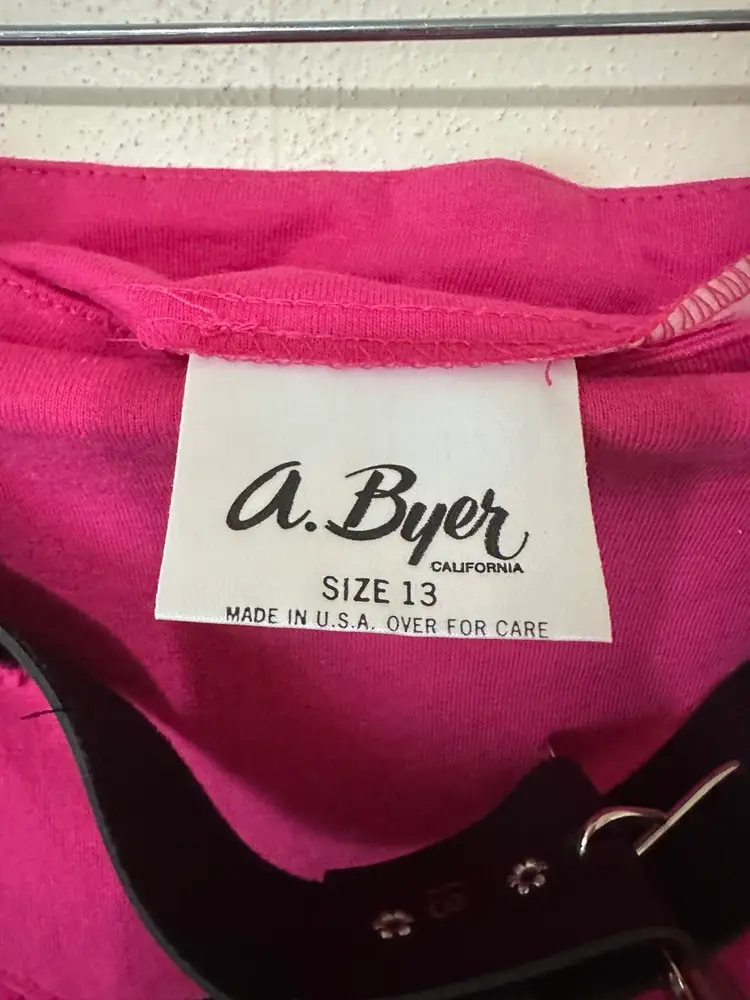 a. Byer
CALIFORNIA
SIZE 13
MADE IN U.S.A. OVER FOR CARE